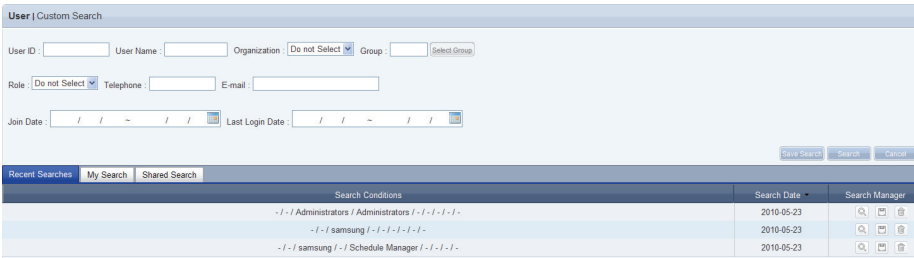 User | Custom Search
User ID : User Name : Organization : Do not Select Group : Select Group
Role : Do not Select Telephone : E-mail :
Join Date : / / ~ / / Last Login Date : / / ~ / /
Save Search Search Cancel
Recent Searches My Search Shared Search
Search Conditions Search Date Search Manager
- / - / Administrators / Administrators / - / - / - / - / - 2010-05-23
- / - / samsung / - / - / - / - / - / - 2010-05-23
- / - / samsung / - / Schedule Manager / - / - / - / - 2010-05-23